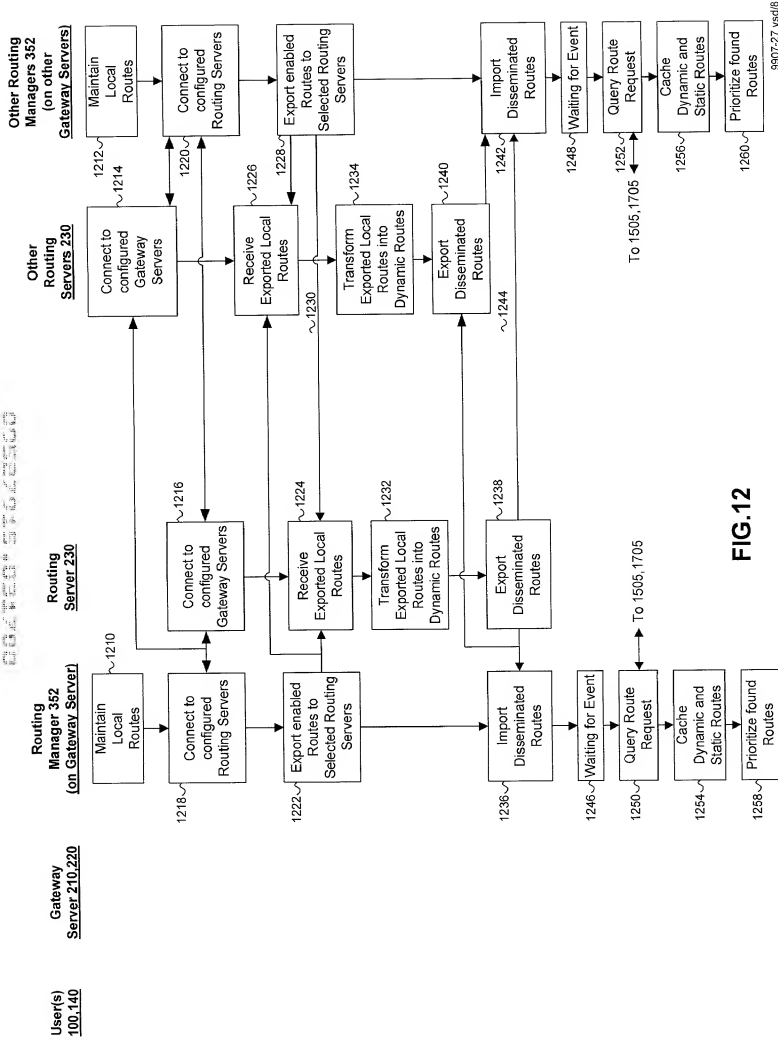 User(s)
100,140
Gateway
Server 210,220
Routing
Manager 352
(on Gateway Server)
Routing
Server 230
Other
Routing
Servers 230
Other Routing
Managers 352
(on other
Gateway Servers)
Maintain
Local
Routes
1210
Maintain
Local
Routes
1212
Connect to
configured
Gateway
Servers
1214
Connect to
configured
Gateway Servers
1216
Connect to
configured
Routing Servers
1218
Connect to
configured
Routing Servers
1220
Export enabled
Routes to
Selected Routing
Servers
1222
Receive
Exported Local
Routes
1224
Receive
Exported Local
Routes
1226
Export enabled
Routes to
Selected Routing
Servers
1228
1230
Transform
Exported Local
Routes into
Dynamic Routes
1232
Transform
Exported Local
Routes into
Dynamic Routes
1234
Import
Disseminated
Routes
1236
Export
Disseminated
Routes
1238
Export
Disseminated
Routes
1240
Import
Disseminated
Routes
1242
1244
Waiting for Event
1246
Waiting for Event
1248
Query Route
Request
1250
To 1505,1705
Query Route
Request
1252
To 1505,1705
Cache
Dynamic and
Static Routes
1254
Cache
Dynamic and
Static Routes
1256
Prioritize found
Routes
1258
Prioritize found
Routes
1260
FIG.12
9907-27.vsd/8